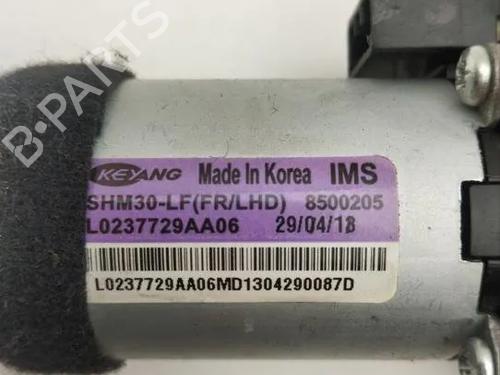 KEYANG Made In Korea IMS
SHM30-LF(FR/LHD) 8500205
L0237729AA06 29/04/18
L0237729AA06MD1304290087D
B-PARTS